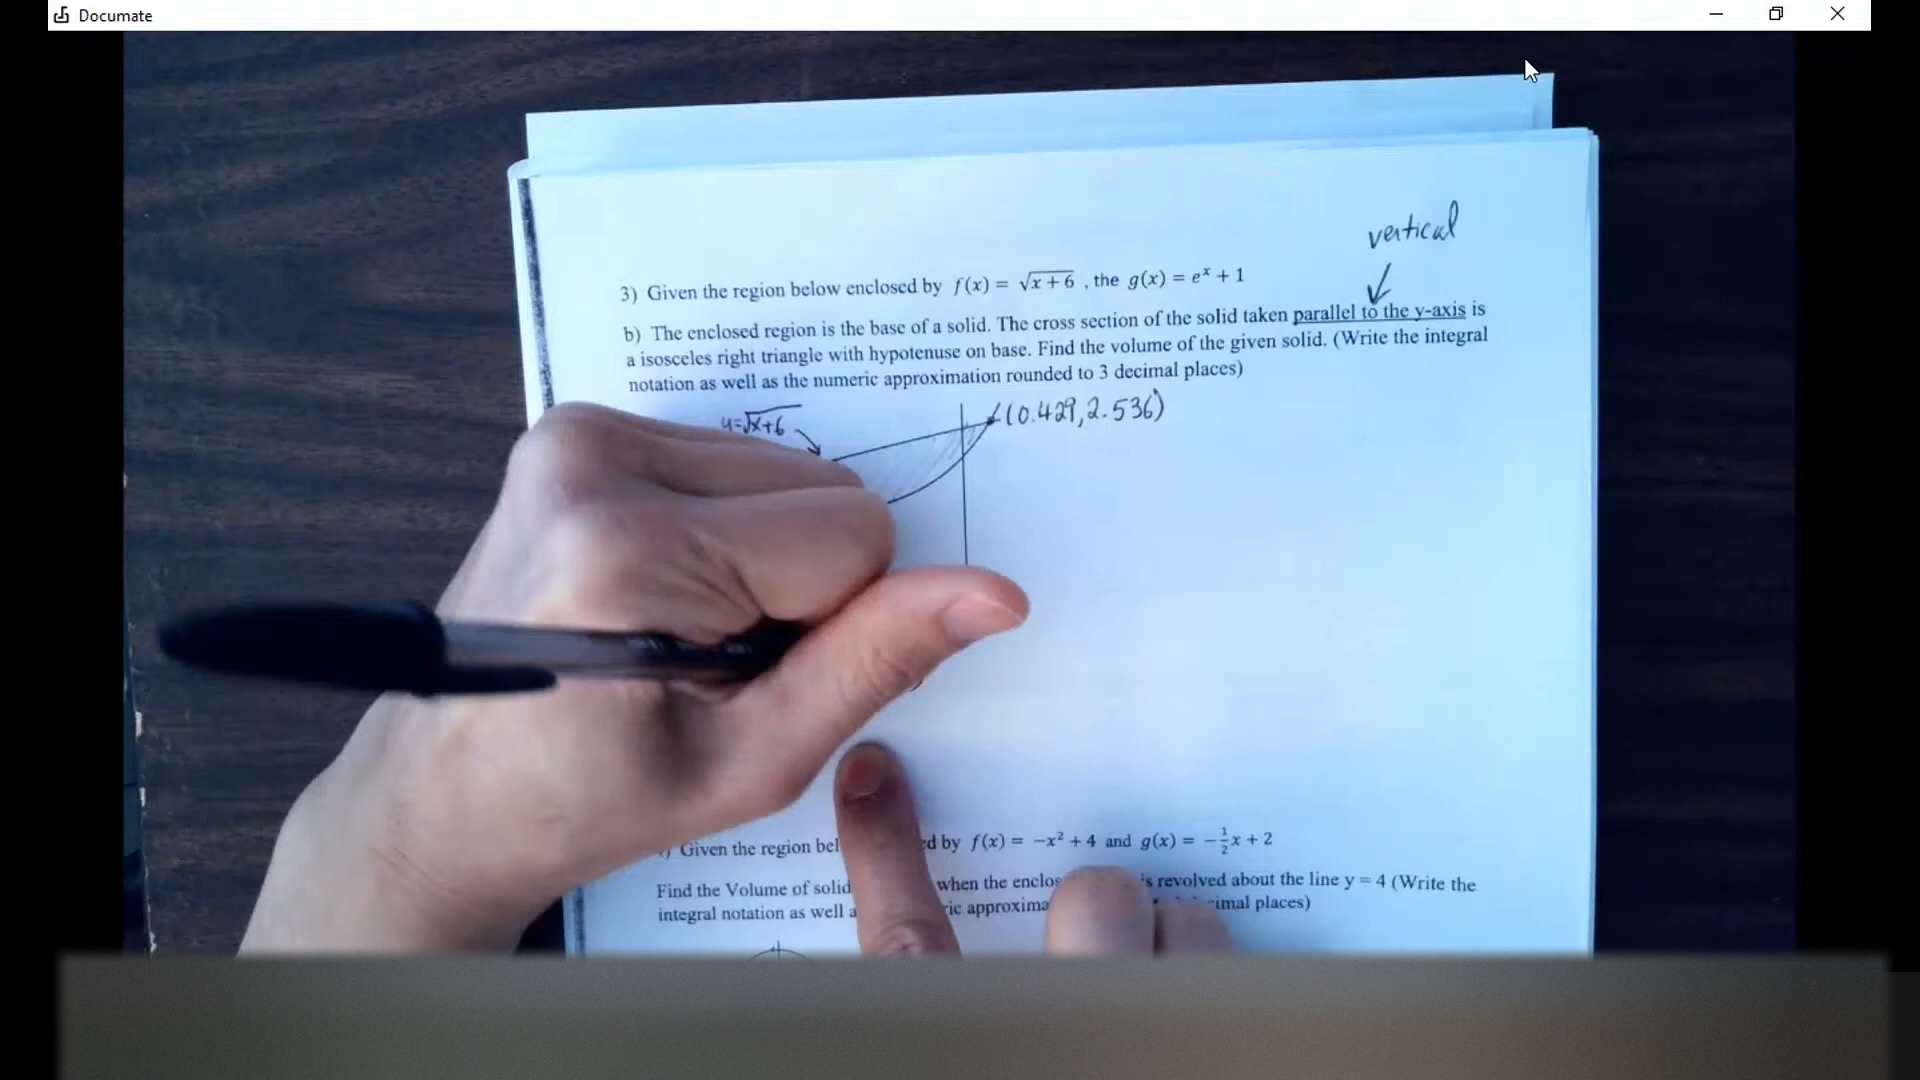 Documate
vertical
3) Given the region below enclosed by f(x) = √x+6 , the g(x) = eˣ + 1
b) The enclosed region is the base of a solid. The cross section of the solid taken parallel to the y-axis is
a isosceles right triangle with hypotenuse on base. Find the volume of the given solid. (Write the integral
notation as well as the numeric approximation rounded to 3 decimal places)
y=√x+6
(0.429, 2.536)
) Given the region bel ed by f(x) = −x² + 4 and g(x) = −½x + 2
Find the Volume of solid when the enclos s revolved about the line y = 4 (Write the
integral notation as well a ric approxima imal places)